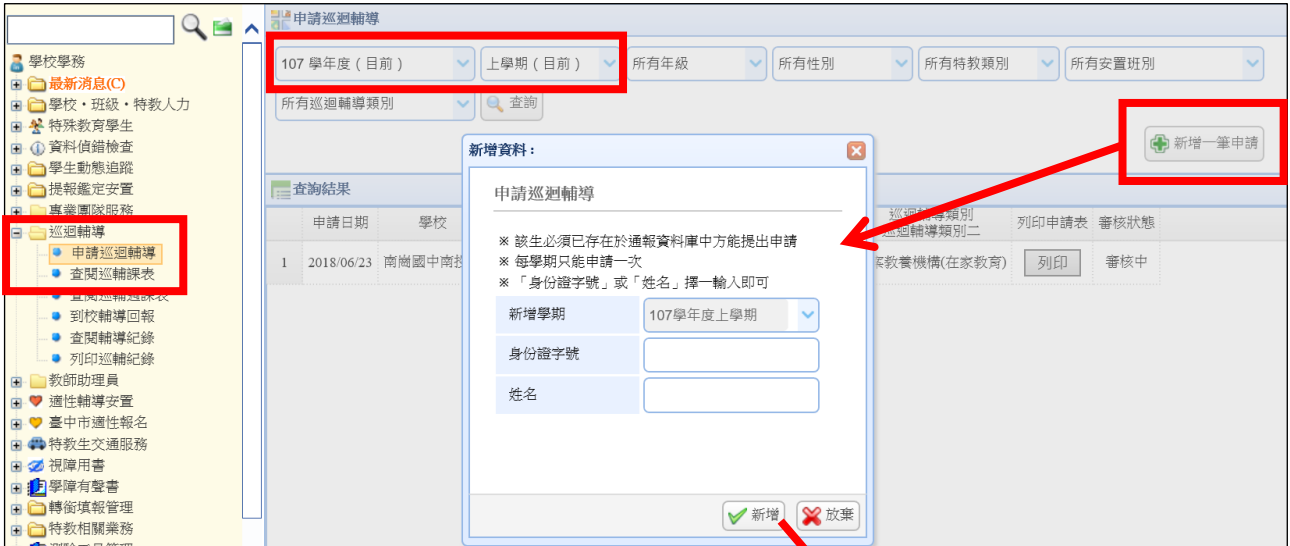 學校學務
最新消息(C)
學校‧班級‧特教人力
特殊教育學生
資料偵錯檢查
學生動態追蹤
提報鑑定安置
專業團隊服務
巡迴輔導
申請巡迴輔導
查閱巡輔課表
查閱巡輔週課表
到校輔導回報
查閱輔導紀錄
列印巡輔紀錄
教師助理員
適性輔導安置
臺中市適性報名
特教生交通服務
視障用書
學障有聲書
轉銜填報管理
特教相關業務
申請巡迴輔導
107 學年度 ( 目前 ) 上學期 ( 目前 ) 所有年級 所有性別 所有特教類別 所有安置班別
所有巡迴輔導類別 查詢
新增一筆申請
查詢結果
申請日期 學校 巡迴輔導類別 列印申請表 審核狀態
巡迴輔導類別二
1 2018/06/23 南崗國中南投 教養機構(在家教育) 列印 審核中
新增資料：
申請巡迴輔導
※ 該生必須已存在於通報資料庫中方能提出申請
※ 每學期只能申請一次
※ 「身份證字號」或「姓名」擇一輸入即可
新增學期 107學年度上學期
身份證字號
姓名
新增 放棄